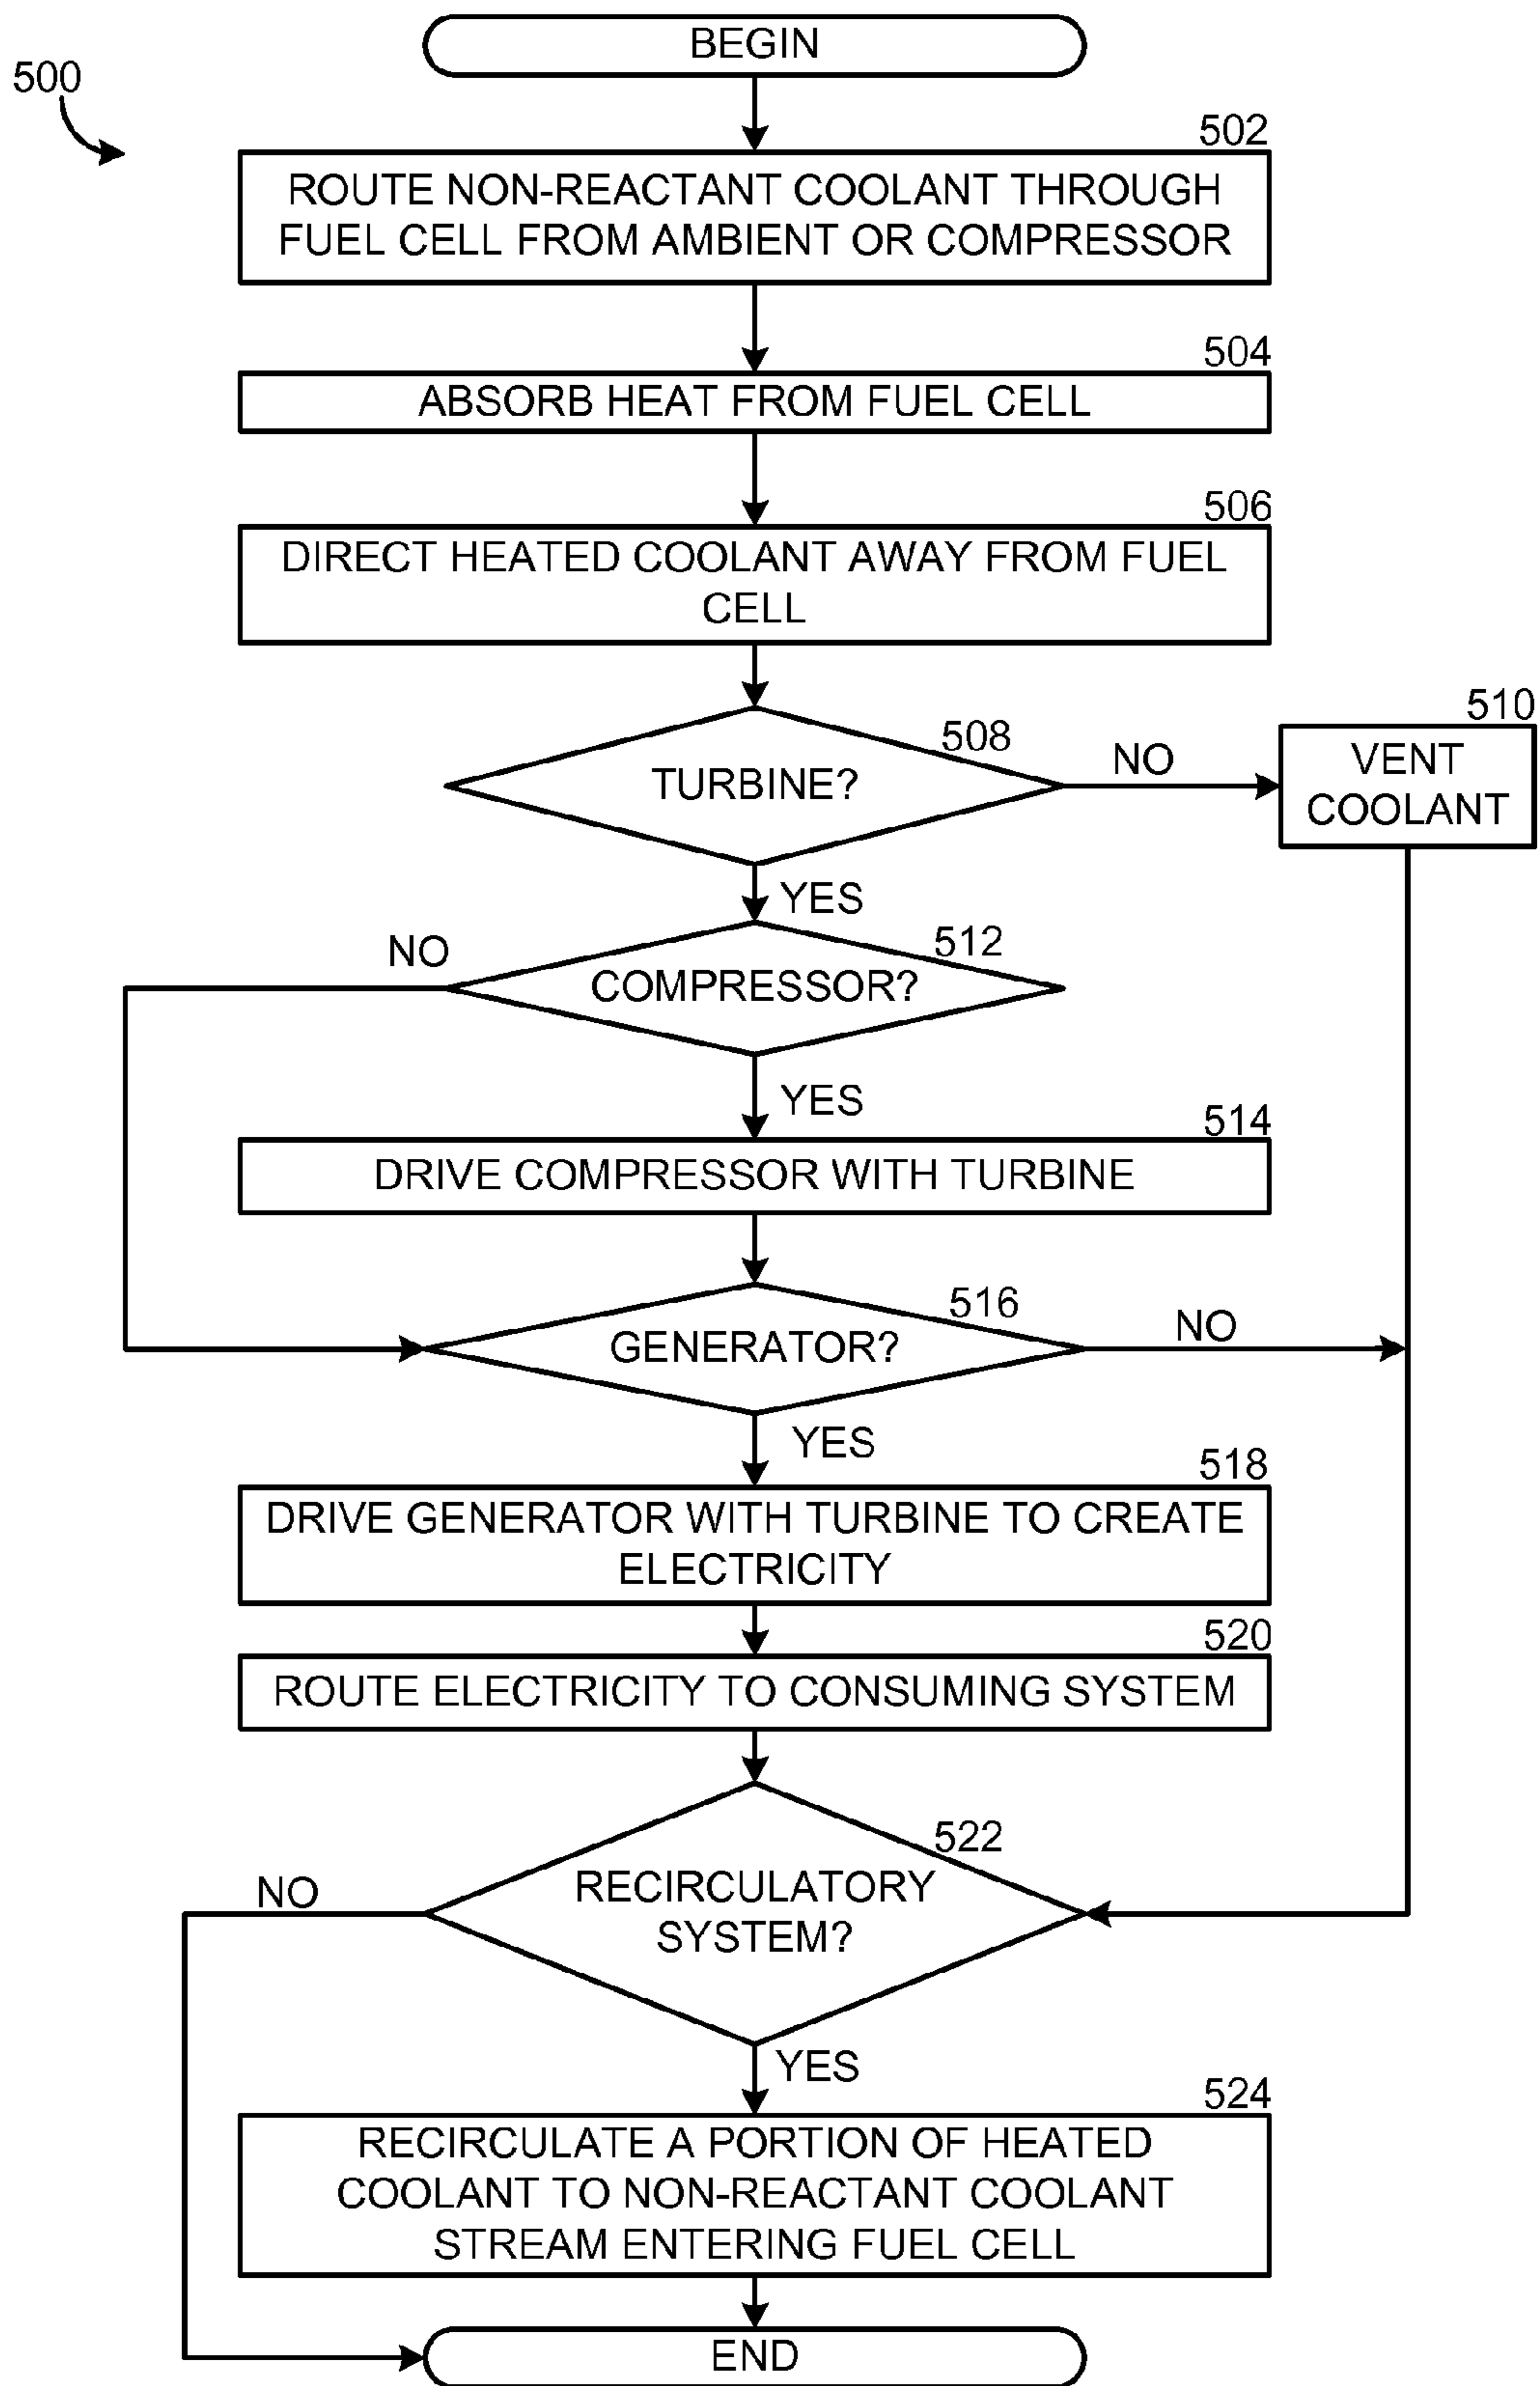 BEGIN
500
502
ROUTE NON-REACTANT COOLANT THROUGH
FUEL CELL FROM AMBIENT OR COMPRESSOR
504
ABSORB HEAT FROM FUEL CELL
506
DIRECT HEATED COOLANT AWAY FROM FUEL
CELL
508
TURBINE?
NO
510
VENT
COOLANT
YES
NO
512
COMPRESSOR?
YES
514
DRIVE COMPRESSOR WITH TURBINE
516
GENERATOR?
NO
YES
518
DRIVE GENERATOR WITH TURBINE TO CREATE
ELECTRICITY
520
ROUTE ELECTRICITY TO CONSUMING SYSTEM
522
NO
RECIRCULATORY
SYSTEM?
YES
524
RECIRCULATE A PORTION OF HEATED
COOLANT TO NON-REACTANT COOLANT
STREAM ENTERING FUEL CELL
END